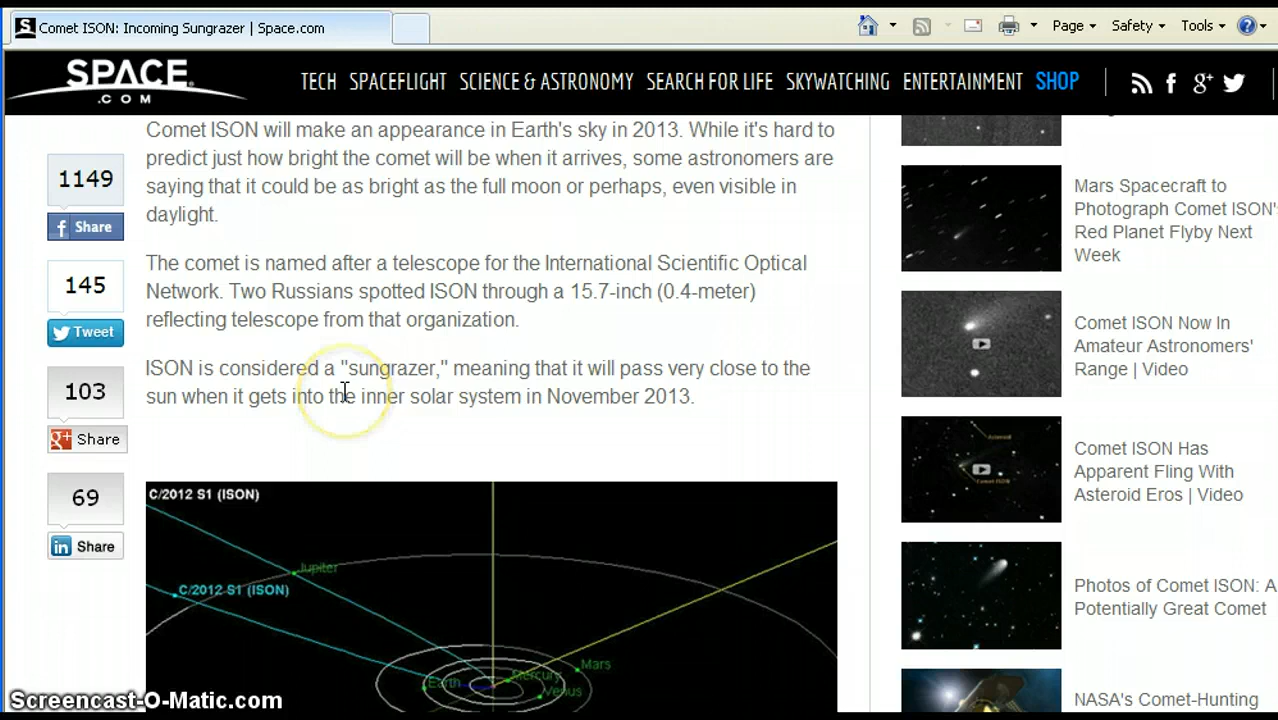 Comet ISON: Incoming Sungrazer | Space.com
Page
Safety
Tools
SPACE
.COM
TECH SPACEFLIGHT SCIENCE & ASTRONOMY SEARCH FOR LIFE SKYWATCHING ENTERTAINMENT SHOP
1149
Share
145
Tweet
103
Share
69
Share
Comet ISON will make an appearance in Earth's sky in 2013. While it's hard to
predict just how bright the comet will be when it arrives, some astronomers are
saying that it could be as bright as the full moon or perhaps, even visible in
daylight.
The comet is named after a telescope for the International Scientific Optical
Network. Two Russians spotted ISON through a 15.7-inch (0.4-meter)
reflecting telescope from that organization.
ISON is considered a "sungrazer," meaning that it will pass very close to the
sun when it gets into the inner solar system in November 2013.
C/2012 S1 (ISON)
Jupiter
C/2012 S1 (ISON)
Mars
Mercury
Earth
Venus
Mars Spacecraft to
Photograph Comet ISON's
Red Planet Flyby Next
Week
Comet ISON Now In
Amateur Astronomers'
Range | Video
Asteroid
Comet ISON
Comet ISON Has
Apparent Fling With
Asteroid Eros | Video
Photos of Comet ISON: A
Potentially Great Comet
NASA's Comet-Hunting
Screencast-O-Matic.com